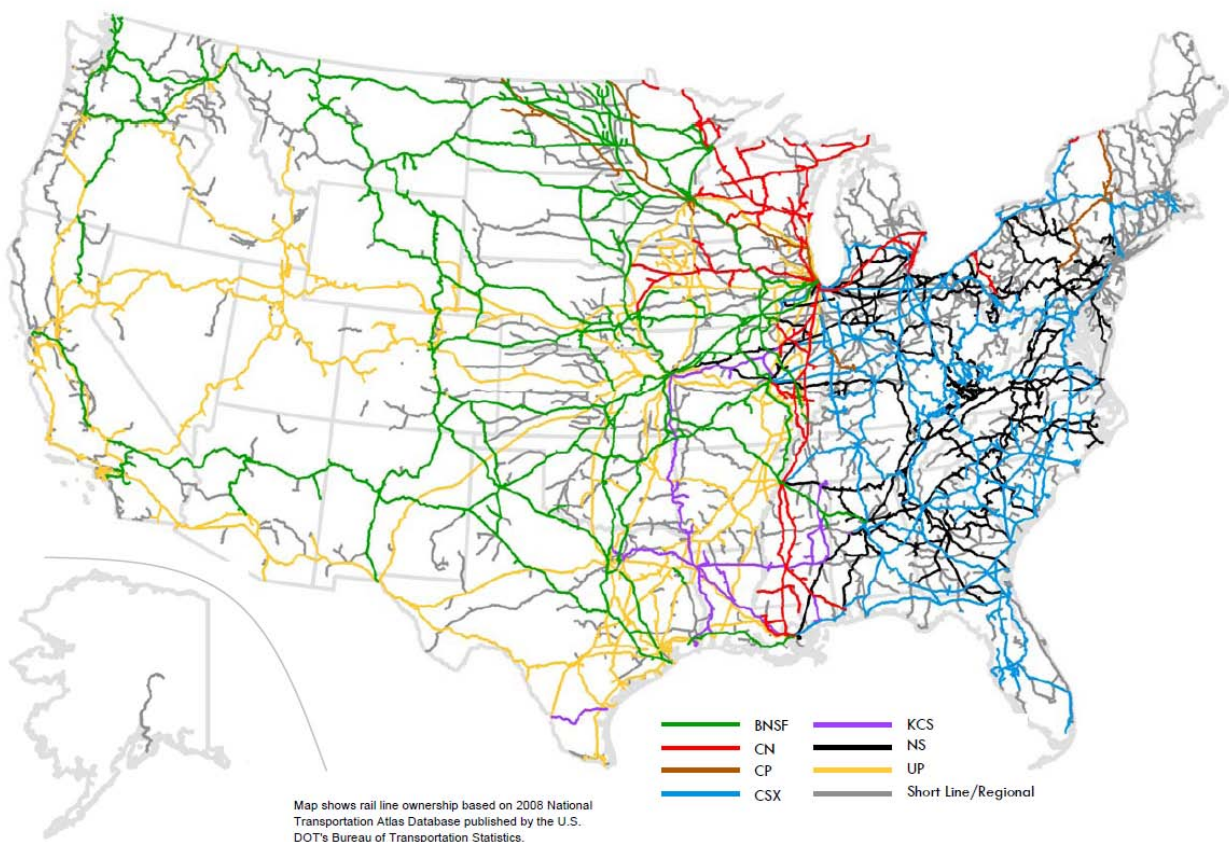 BNSF
CN
CP
CSX
KCS
NS
UP
Short Line/Regional
Map shows rail line ownership based on 2008 National
Transportation Atlas Database published by the U.S.
DOT's Bureau of Transportation Statistics.